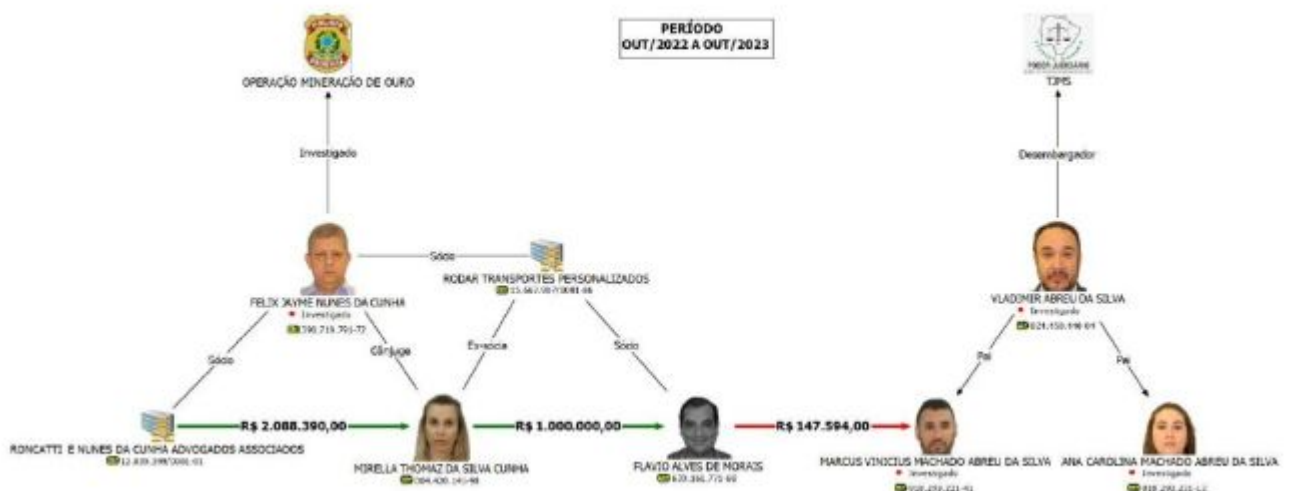 PERÍODO
OUT/2022 A OUT/2023
OPERAÇÃO MINERAÇÃO DE OURO
TJMS
Investigado
Desembargador
Sócio
RODAR TRANSPORTES PERSONALIZADOS
FELIX JAYME NUNES DA CUNHA
Investigado
VLADIMIR ABREU DA SILVA
Investigado
Sócio
Cônjuge
Ex-sócia
Sócio
Pai
Pai
R$ 2.088.390,00
R$ 1.000.000,00
R$ 147.594,00
RONCATTI E NUNES DA CUNHA ADVOGADOS ASSOCIADOS
MIRELLA THOMAZ DA SILVA CUNHA
FLAVIO ALVES DE MORAIS
MARCUS VINICIUS MACHADO ABREU DA SILVA
ANA CAROLINA MACHADO ABREU DA SILVA
Investigado
Investigado